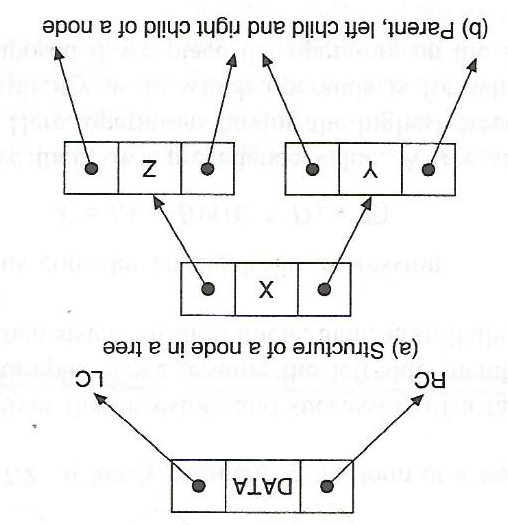 DATA
RC LC
(a) Structure of a node in a tree
X
Y Z
(b) Parent, left child and right child of a node